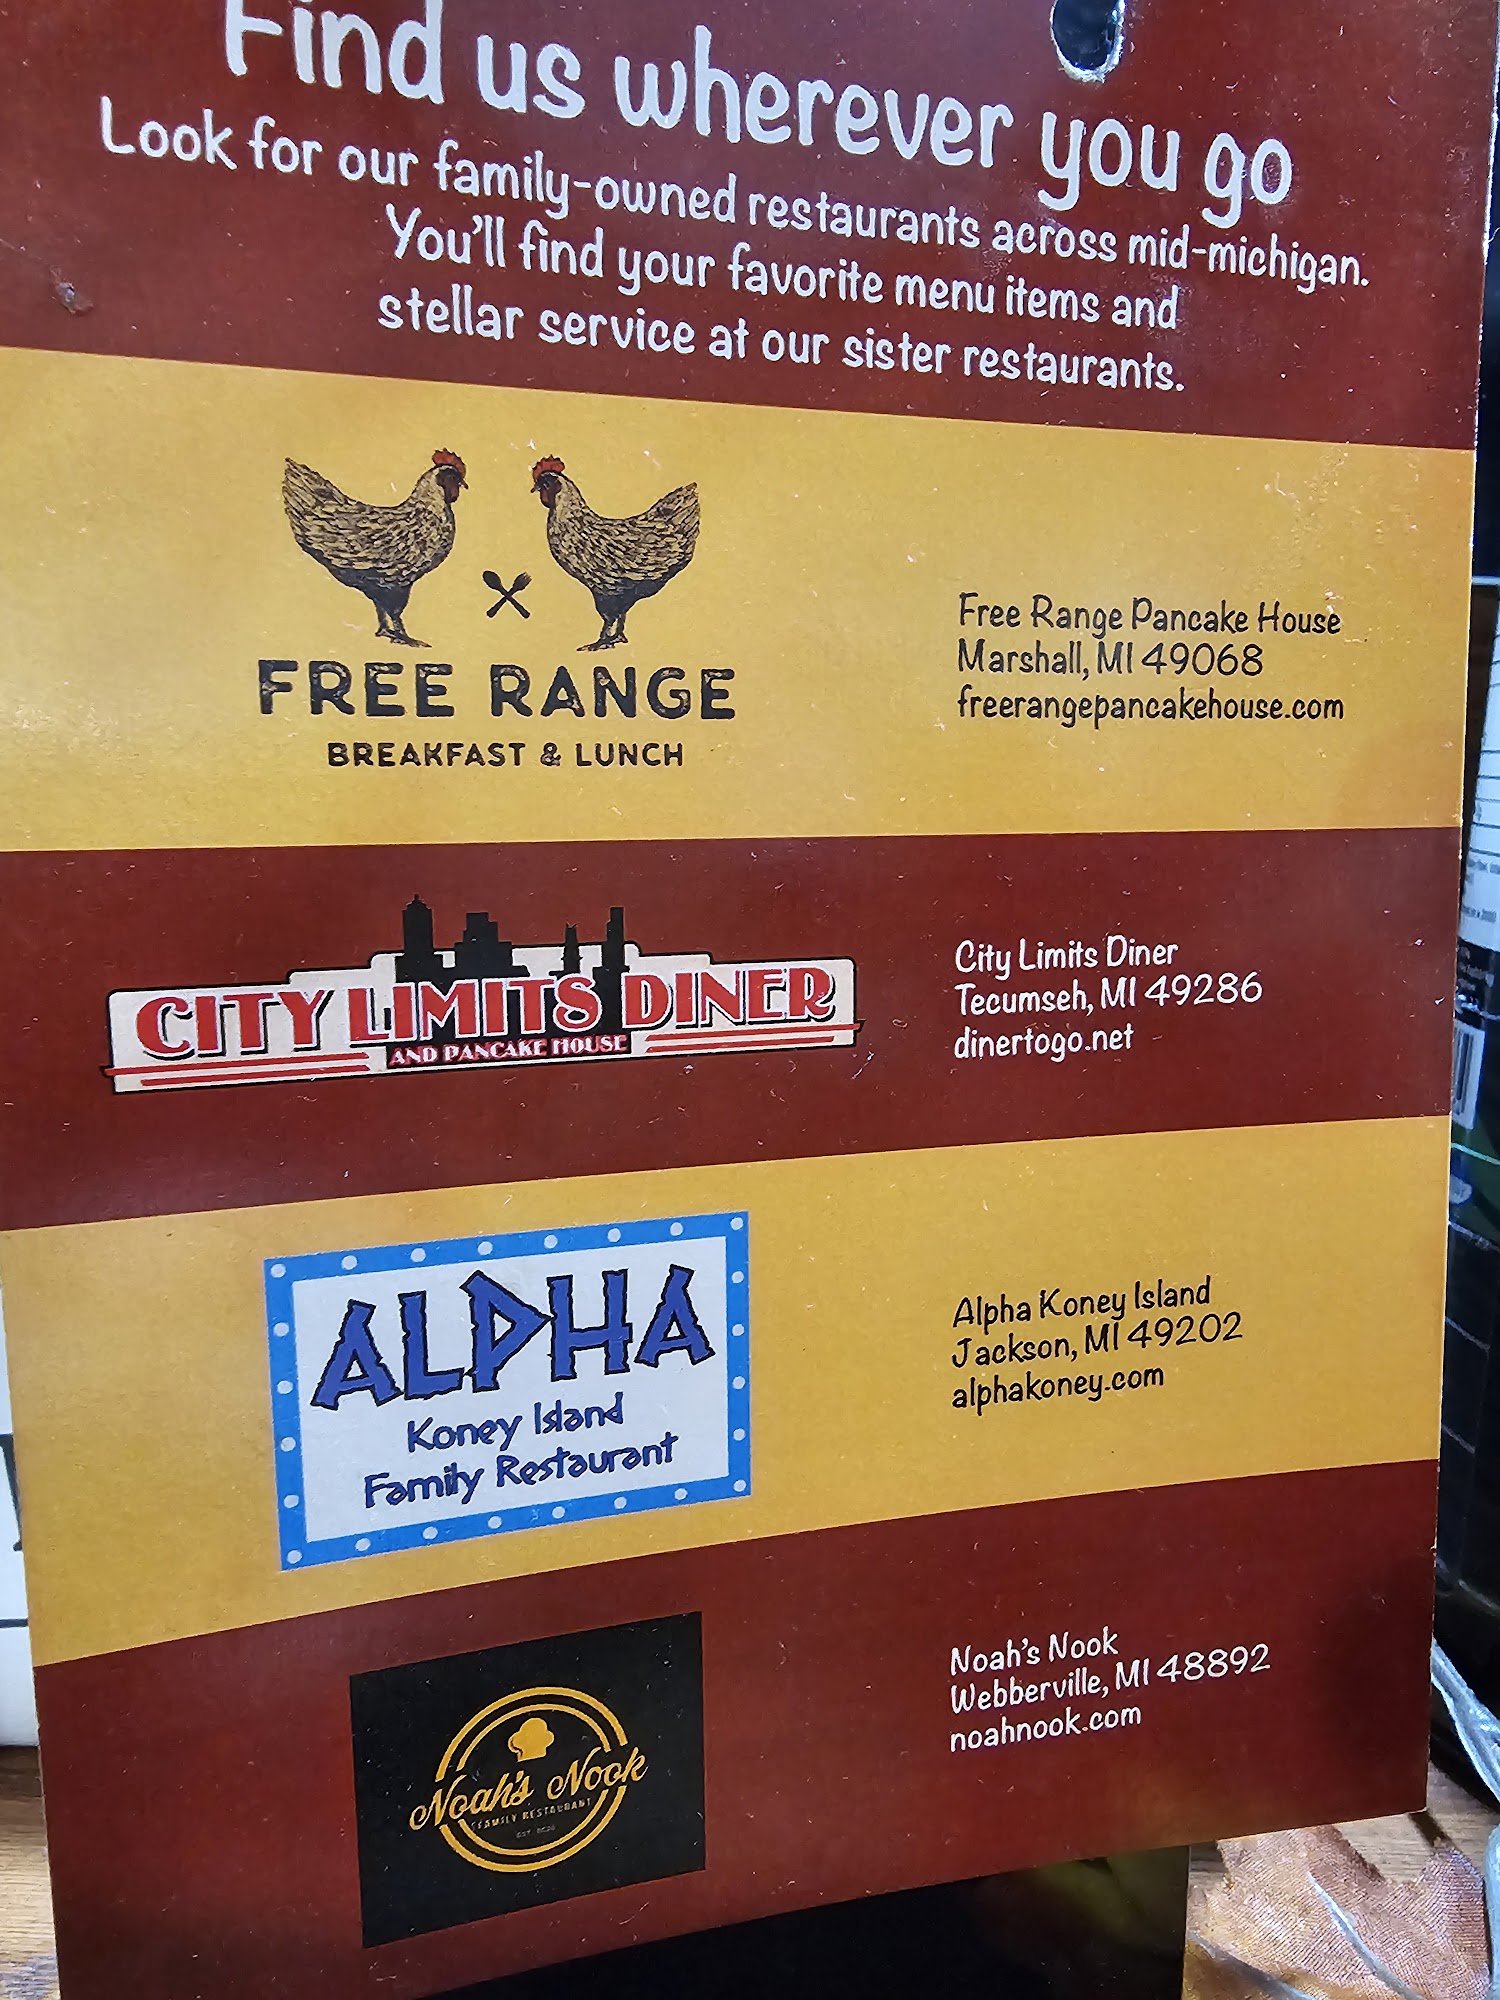 Find us wherever you go
Look for our family-owned restaurants across mid-michigan.
You'll find your favorite menu items and
stellar service at our sister restaurants.
FREE RANGE
BREAKFAST & LUNCH
Free Range Pancake House
Marshall, MI 49068
freerangepancakehouse.com
CITY LIMITS DINER
AND PANCAKE HOUSE
City Limits Diner
Tecumseh, MI 49286
dinertogo.net
ALPHA
Koney Island
Family Restaurant
Alpha Koney Island
Jackson, MI 49202
alphakoney.com
Noah's Nook
FAMILY RESTAURANT
Noah's Nook
Webberville, MI 48892
noahnook.com